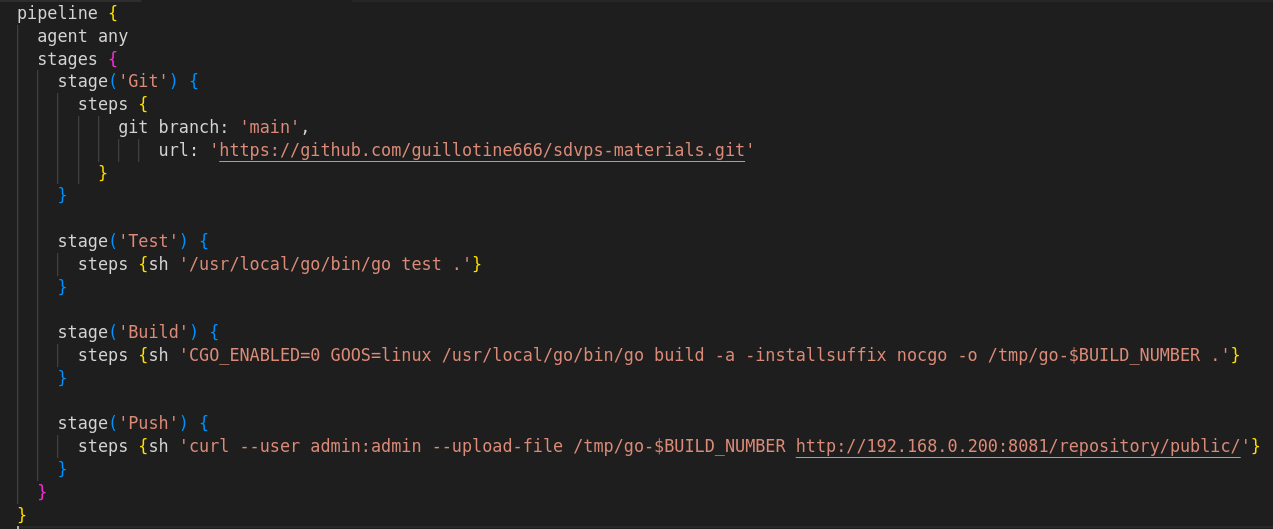 pipeline {
  agent any
  stages {
    stage('Git') {
      steps {
          git branch: 'main',
              url: 'https://github.com/guillotine666/sdvps-materials.git'
        }
    }

    stage('Test') {
      steps {sh '/usr/local/go/bin/go test .'}
    }

    stage('Build') {
      steps {sh 'CGO_ENABLED=0 GOOS=linux /usr/local/go/bin/go build -a -installsuffix nocgo -o /tmp/go-$BUILD_NUMBER .'}
    }

    stage('Push') {
      steps {sh 'curl --user admin:admin --upload-file /tmp/go-$BUILD_NUMBER http://192.168.0.200:8081/repository/public/'}
    }
  }
}